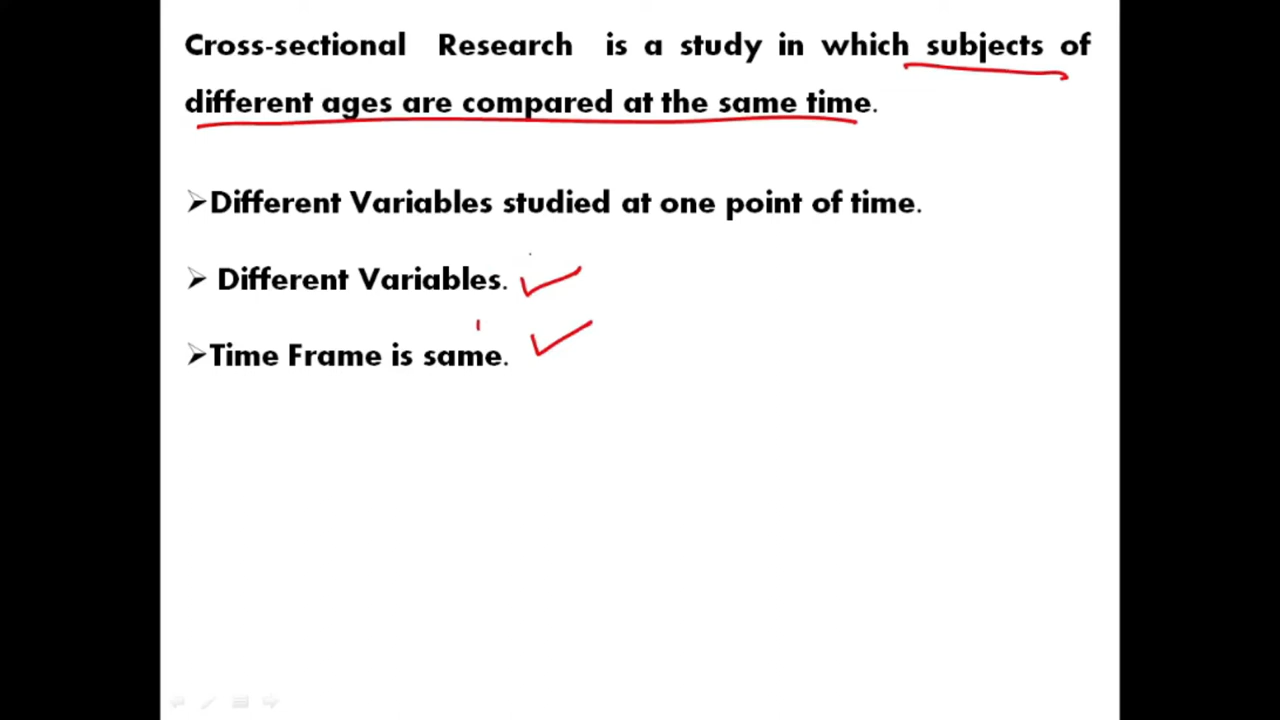 Cross-sectional Research is a study in which subjects of
different ages are compared at the same time.
➢Different Variables studied at one point of time.
➢ Different Variables.
➢Time Frame is same.